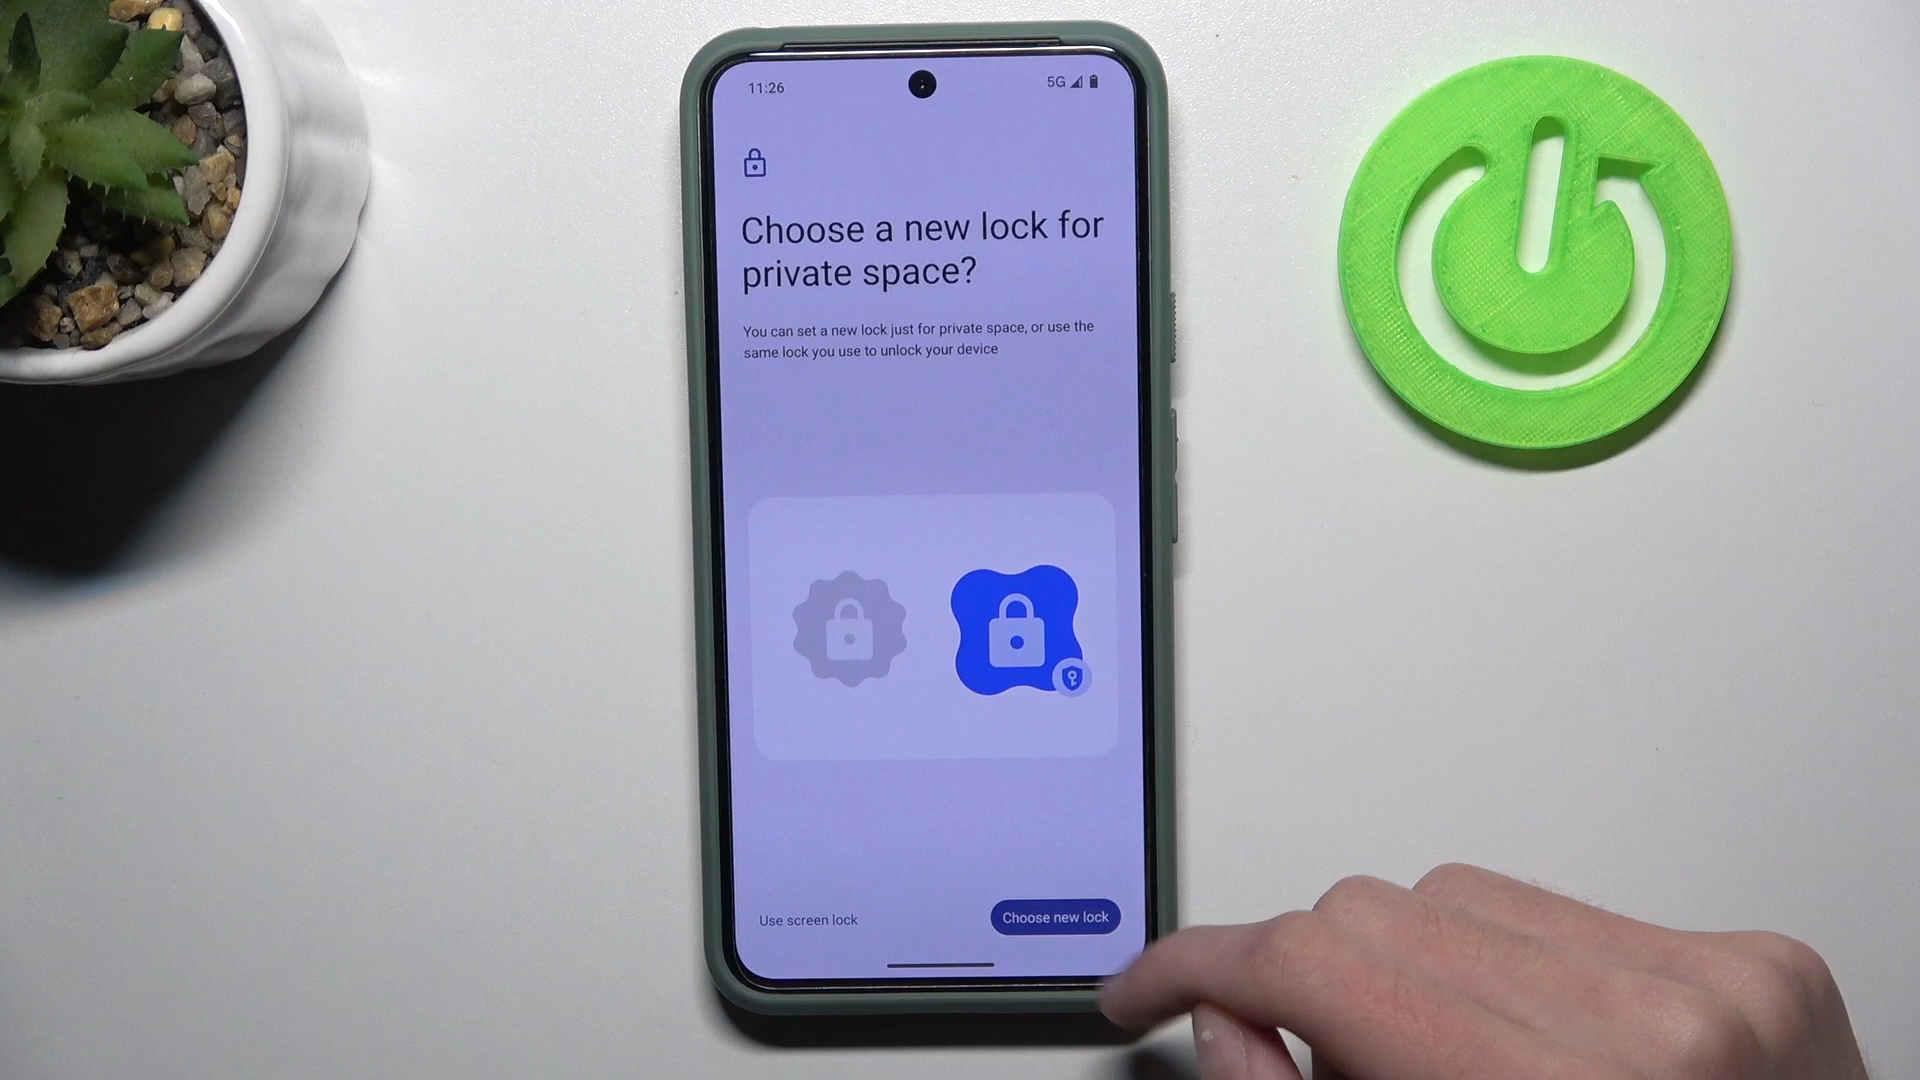 11:26
5G
Choose a new lock for
private space?
You can set a new lock just for private space, or use the
same lock you use to unlock your device
Use screen lock
Choose new lock